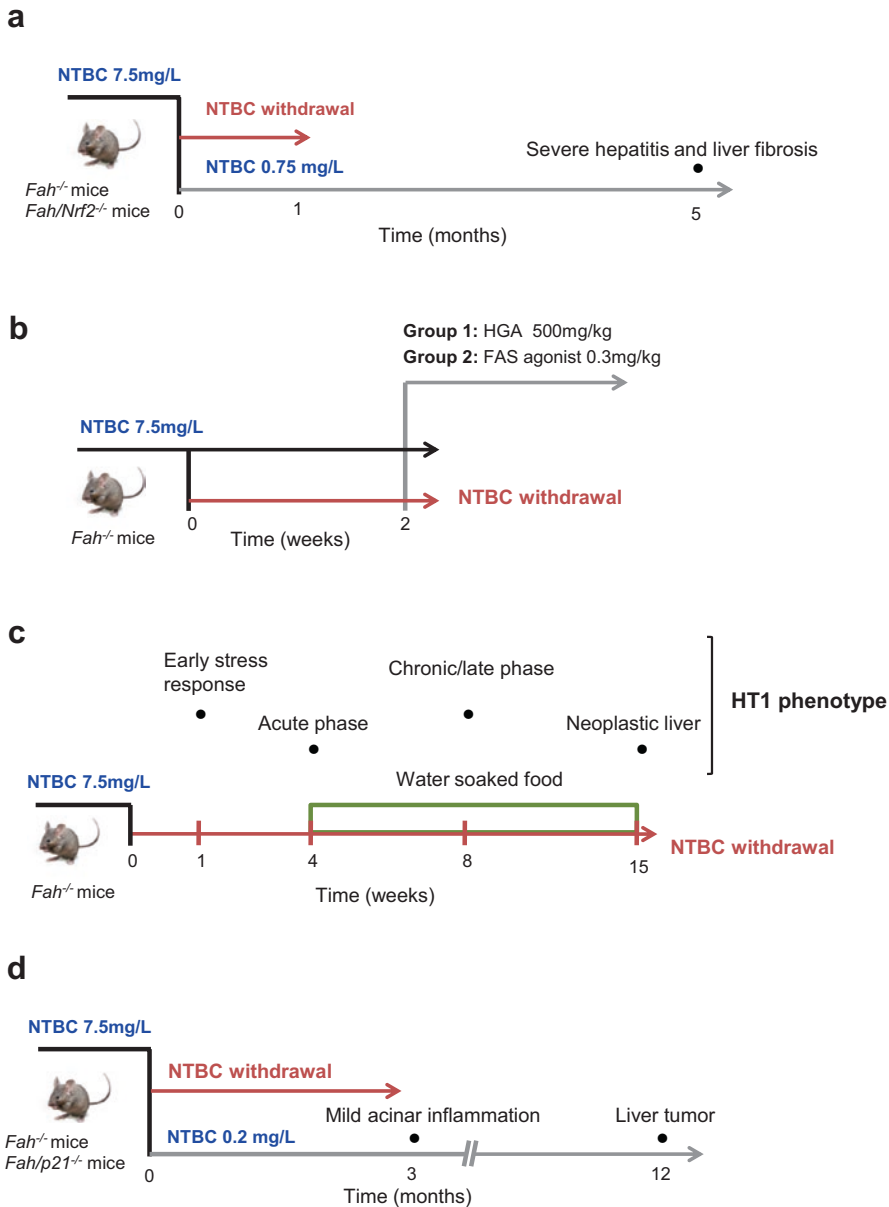 a
NTBC 7.5mg/L
NTBC withdrawal
NTBC 0.75 mg/L
Severe hepatitis and liver fibrosis
Fah-/- mice
Fah/Nrf2-/- mice
0
1
5
Time (months)
b
Group 1: HGA 500mg/kg
Group 2: FAS agonist 0.3mg/kg
NTBC 7.5mg/L
NTBC withdrawal
Fah-/- mice
0
Time (weeks)
2
c
Early stress
response
Chronic/late phase
HT1 phenotype
Acute phase
Neoplastic liver
NTBC 7.5mg/L
Water soaked food
NTBC withdrawal
0
1
4
8
15
Fah-/- mice
Time (weeks)
d
NTBC 7.5mg/L
NTBC withdrawal
Mild acinar inflammation
Liver tumor
NTBC 0.2 mg/L
Fah-/- mice
Fah/p21-/- mice
0
3
12
Time (months)